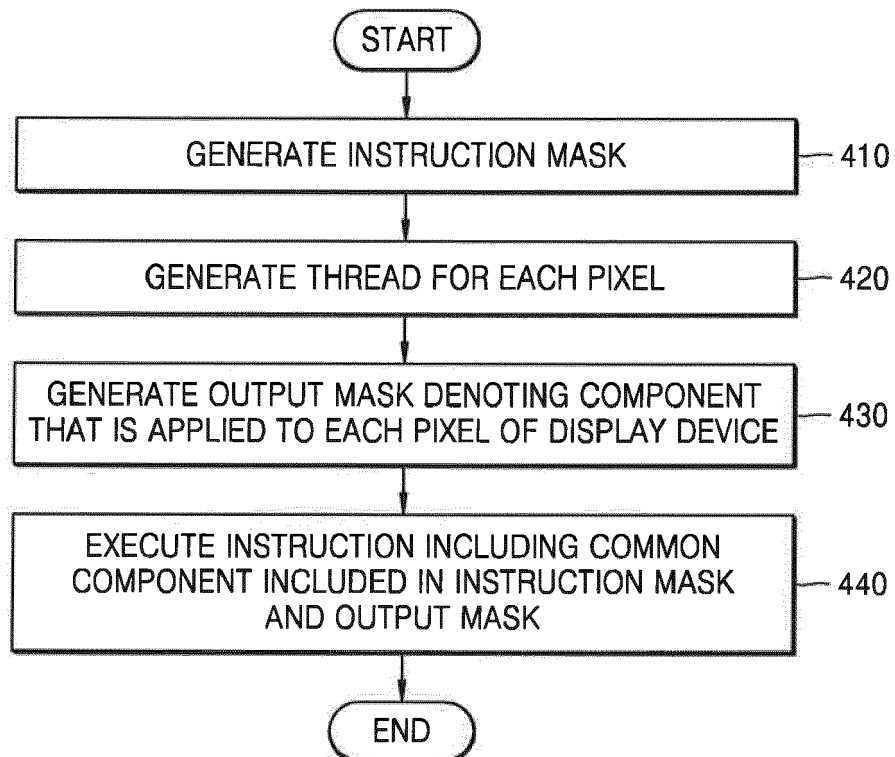 START
GENERATE INSTRUCTION MASK
410
GENERATE THREAD FOR EACH PIXEL
420
GENERATE OUTPUT MASK DENOTING COMPONENT
THAT IS APPLIED TO EACH PIXEL OF DISPLAY DEVICE
430
EXECUTE INSTRUCTION INCLUDING COMMON
COMPONENT INCLUDED IN INSTRUCTION MASK
AND OUTPUT MASK
440
END